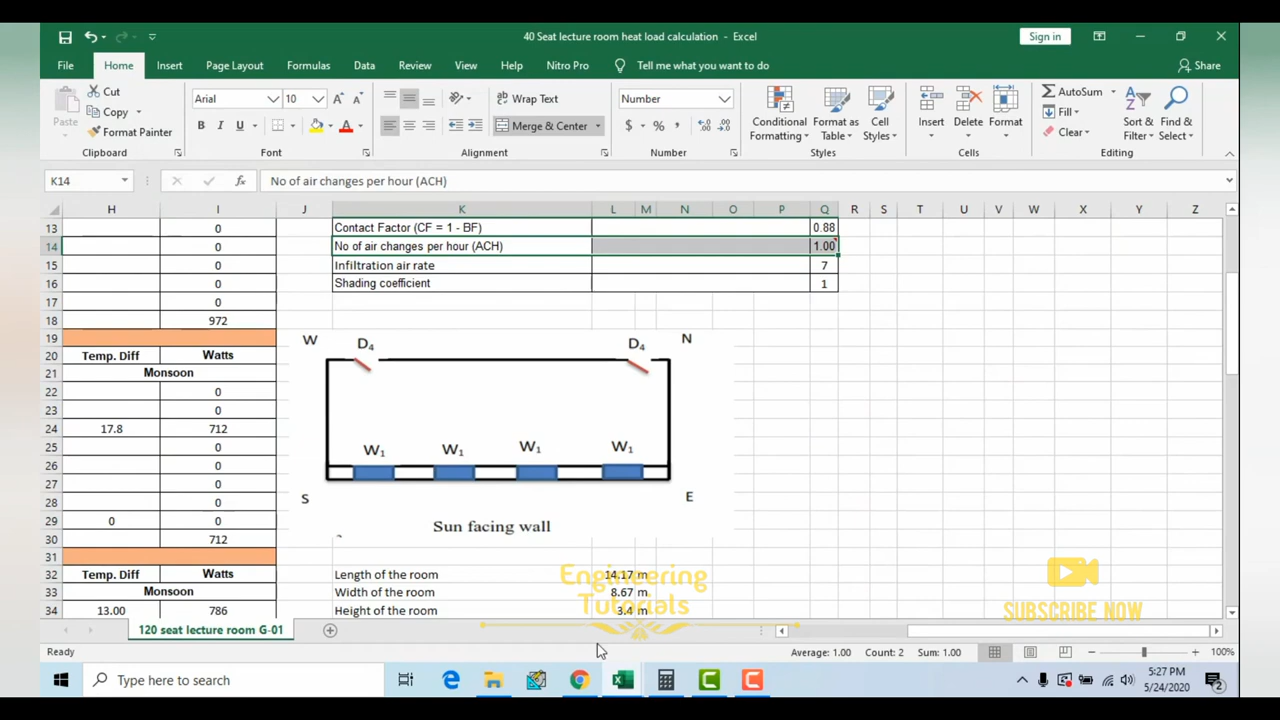 40 Seat lecture room heat load calculation - Excel
Sign in
File Home Insert Page Layout Formulas Data Review View Help Nitro Pro Tell me what you want to do Share
Paste
Cut
Copy
Format Painter
Clipboard
Arial 10
B I U
Font
Wrap Text
Merge & Center
Alignment
Number
$ % ,
Number
Conditional Formatting
Format as Table
Cell Styles
Styles
Insert
Delete
Format
Cells
AutoSum
Fill
Clear
Sort & Filter
Find & Select
Editing
K14 fx No of air changes per hour (ACH)
H I J K L M N O P Q R S T U V W X Y Z
13 0 Contact Factor (CF = 1 - BF) 0.88
14 0 No of air changes per hour (ACH) 1.00
15 0 Infiltration air rate 7
16 0 Shading coefficient 1
17 0
18 972
19
20 Temp. Diff Watts
21 Monsoon
22 0
23 0
24 17.8 712
25 0
26 0
27 0
28 0
29 0 0
30 712
31
32 Temp. Diff Watts Length of the room 14.17 m
33 Monsoon Width of the room 8.67 m
34 13.00 786 Height of the room 3.4 m
W D4 D4 N
W1 W1 W1 W1
S E
Sun facing wall
Engineering
Tutorials
SUBSCRIBE NOW
120 seat lecture room G-01
Ready Average: 1.00 Count: 2 Sum: 1.00 100%
Type here to search
5:27 PM
5/24/2020
2